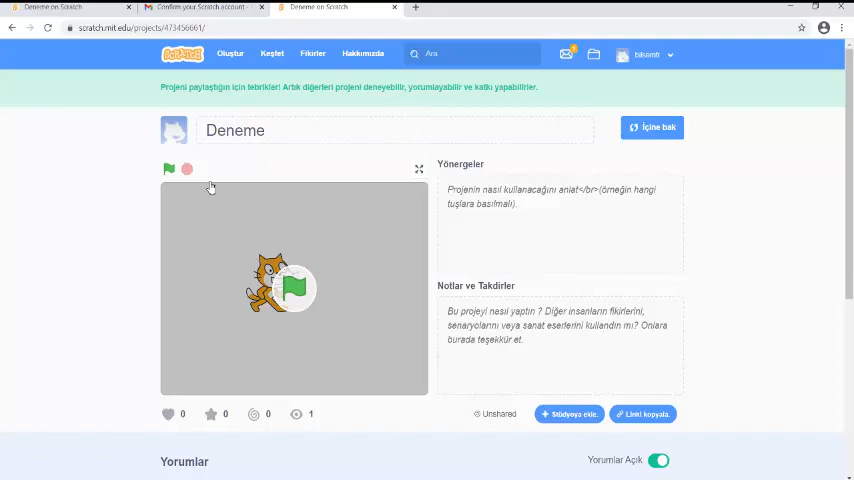 Deneme on Scratch
Confirm your Scratch account -
Deneme on Scratch
scratch.mit.edu/projects/473456661/
SCRATCH
Oluştur
Keşfet
Fikirler
Hakkımızda
Ara
bilsemtr
Projeni paylaştığın için tebrikler! Artık diğerleri projeni deneyebilir, yorumlayabilir ve katkı yapabilirler.
Deneme
İçine bak
Yönergeler
Projenin nasıl kullanacağını anlat</br>(örneğin hangi
tuşlara basılmalı).
Notlar ve Takdirler
Bu projeyi nasıl yaptın ? Diğer insanların fikirlerini,
senaryolarını veya sanat eserlerini kullandın mı? Onlara
burada teşekkür et.
0
0
0
1
Unshared
Stüdyoya ekle.
Linki kopyala.
Yorumlar
Yorumlar Açık